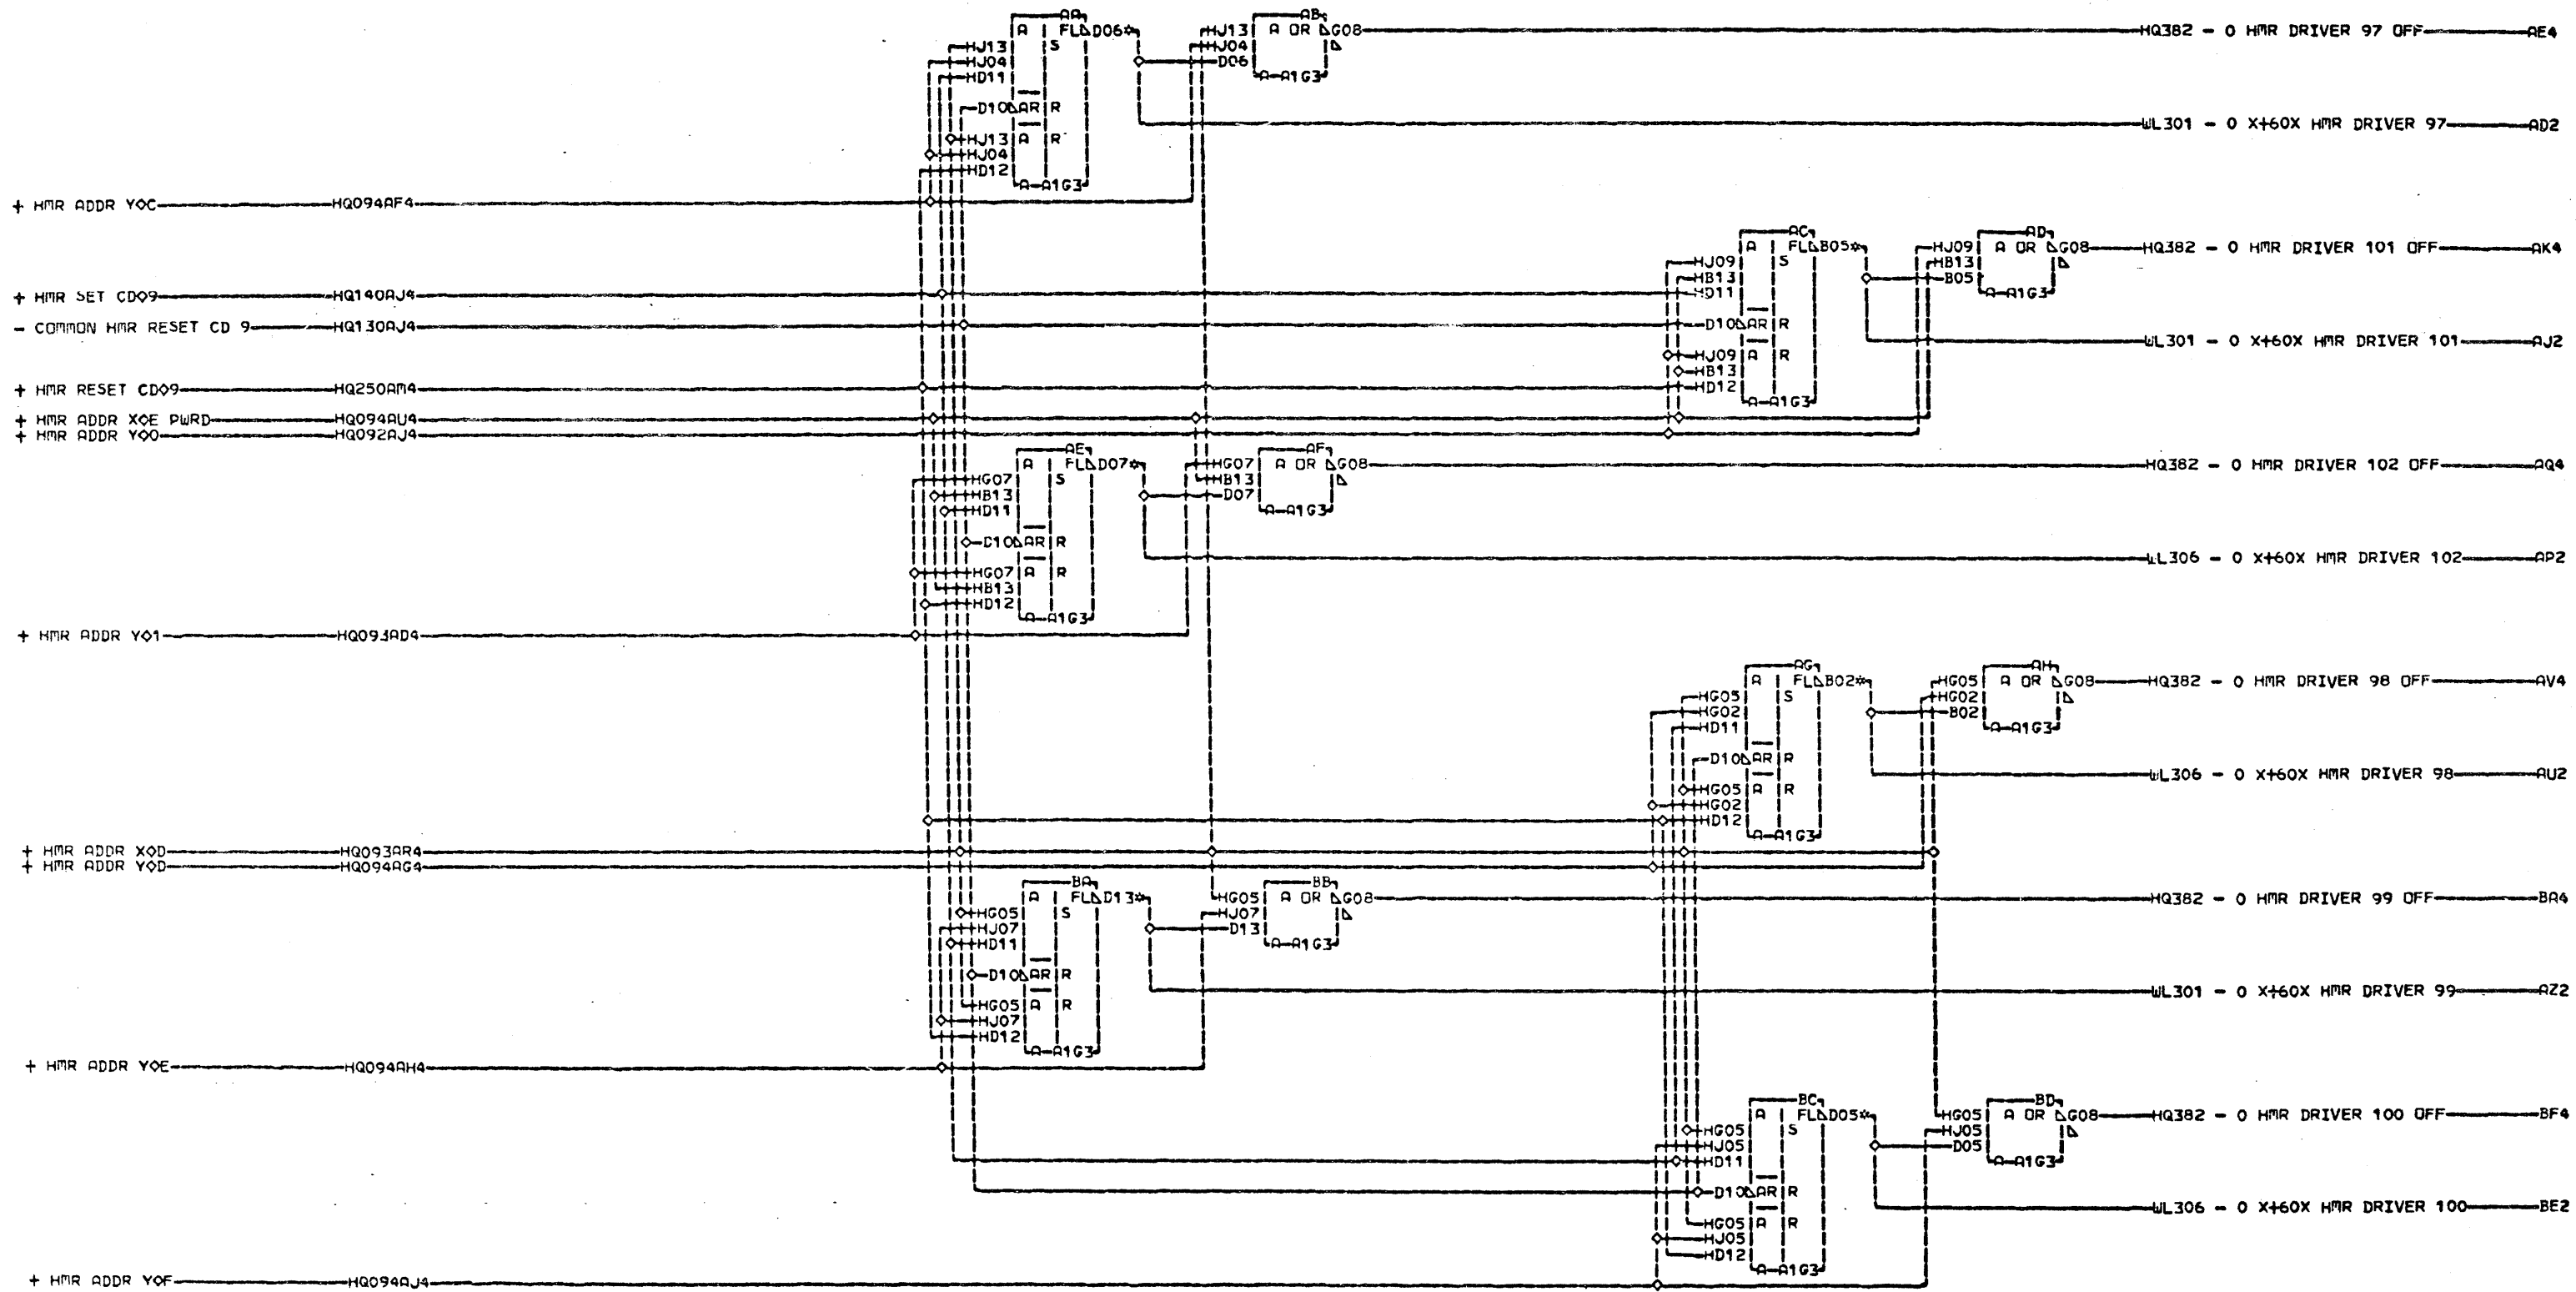 AA AB
A FL D06* HJ13 A OR G08 HQ382 - 0 HMR DRIVER 97 OFF AE4
HJ13 S HJ04
HJ04 D06
HD11 A-A1G3
D10 AR R
WL301 - 0 X+60X HMR DRIVER 97 AD2
HJ13 A R
HJ04
HD12
A-A1G3
+ HMR ADDR Y0C HQ094AF4
AC AD
A FL B05* HJ09 A OR G08 HQ382 - 0 HMR DRIVER 101 OFF AK4
HJ09 S HB13
HB13 B05
+ HMR SET CD09 HQ140AJ4 HD11 A-A1G3
- COMMON HMR RESET CD 9 HQ130AJ4 D10 AR R
WL301 - 0 X+60X HMR DRIVER 101 AJ2
HJ09 A R
HB13
+ HMR RESET CD09 HQ250AM4 HD12
A-A1G3
+ HMR ADDR X0E PWRD HQ094AU4
+ HMR ADDR Y00 HQ092AJ4
AE AF
A FL D07* HG07 A OR G08 HQ382 - 0 HMR DRIVER 102 OFF AQ4
HG07 S HB13
HB13 D07
HD11 A-A1G3
D10 AR R
WL306 - 0 X+60X HMR DRIVER 102 AP2
HG07 A R
HB13
HD12
A-A1G3
+ HMR ADDR Y01 HQ093AD4
AG AH
A FL B02* HG05 A OR G08 HQ382 - 0 HMR DRIVER 98 OFF AV4
HG05 S HG02
HG02 B02
HD11 A-A1G3
D10 AR R
WL306 - 0 X+60X HMR DRIVER 98 AU2
HG05 A R
HG02
HD12
A-A1G3
+ HMR ADDR X0D HQ093AR4
+ HMR ADDR Y0D HQ094AG4
BA BB
A FL D13* HG05 A OR G08 HQ382 - 0 HMR DRIVER 99 OFF BA4
HG05 S HJ07
HJ07 D13
HD11 A-A1G3
D10 AR R
WL301 - 0 X+60X HMR DRIVER 99 AZ2
HG05 A R
HJ07
HD12
A-A1G3
+ HMR ADDR Y0E HQ094AH4
BC BD
A FL D05* HG05 A OR G08 HQ382 - 0 HMR DRIVER 100 OFF BF4
HG05 S HJ05
HJ05 D05
HD11 A-A1G3
D10 AR R
WL306 - 0 X+60X HMR DRIVER 100 BE2
HG05 A R
HJ05
HD12
A-A1G3
+ HMR ADDR Y0F HQ094AJ4